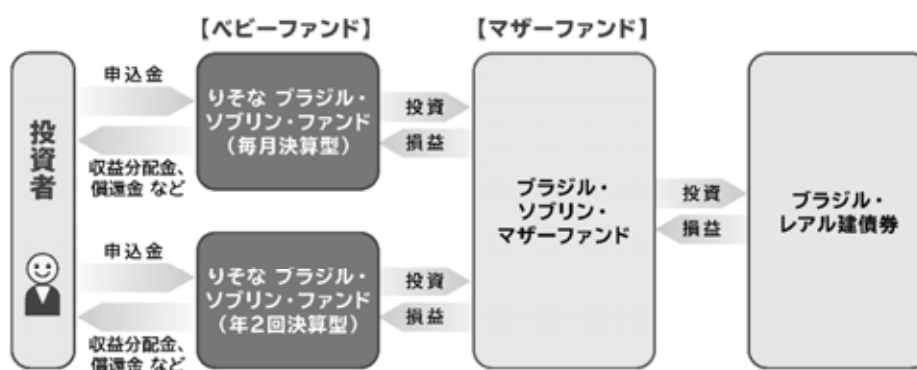 【ベビーファンド】
【マザーファンド】
投資者
申込金
収益分配金、
償還金 など
りそな ブラジル・
ソブリン・ファンド
（毎月決算型）
投資
損益
申込金
収益分配金、
償還金 など
りそな ブラジル・
ソブリン・ファンド
（年2回決算型）
投資
損益
ブラジル・
ソブリン・
マザーファンド
投資
損益
ブラジル・
レアル建債券